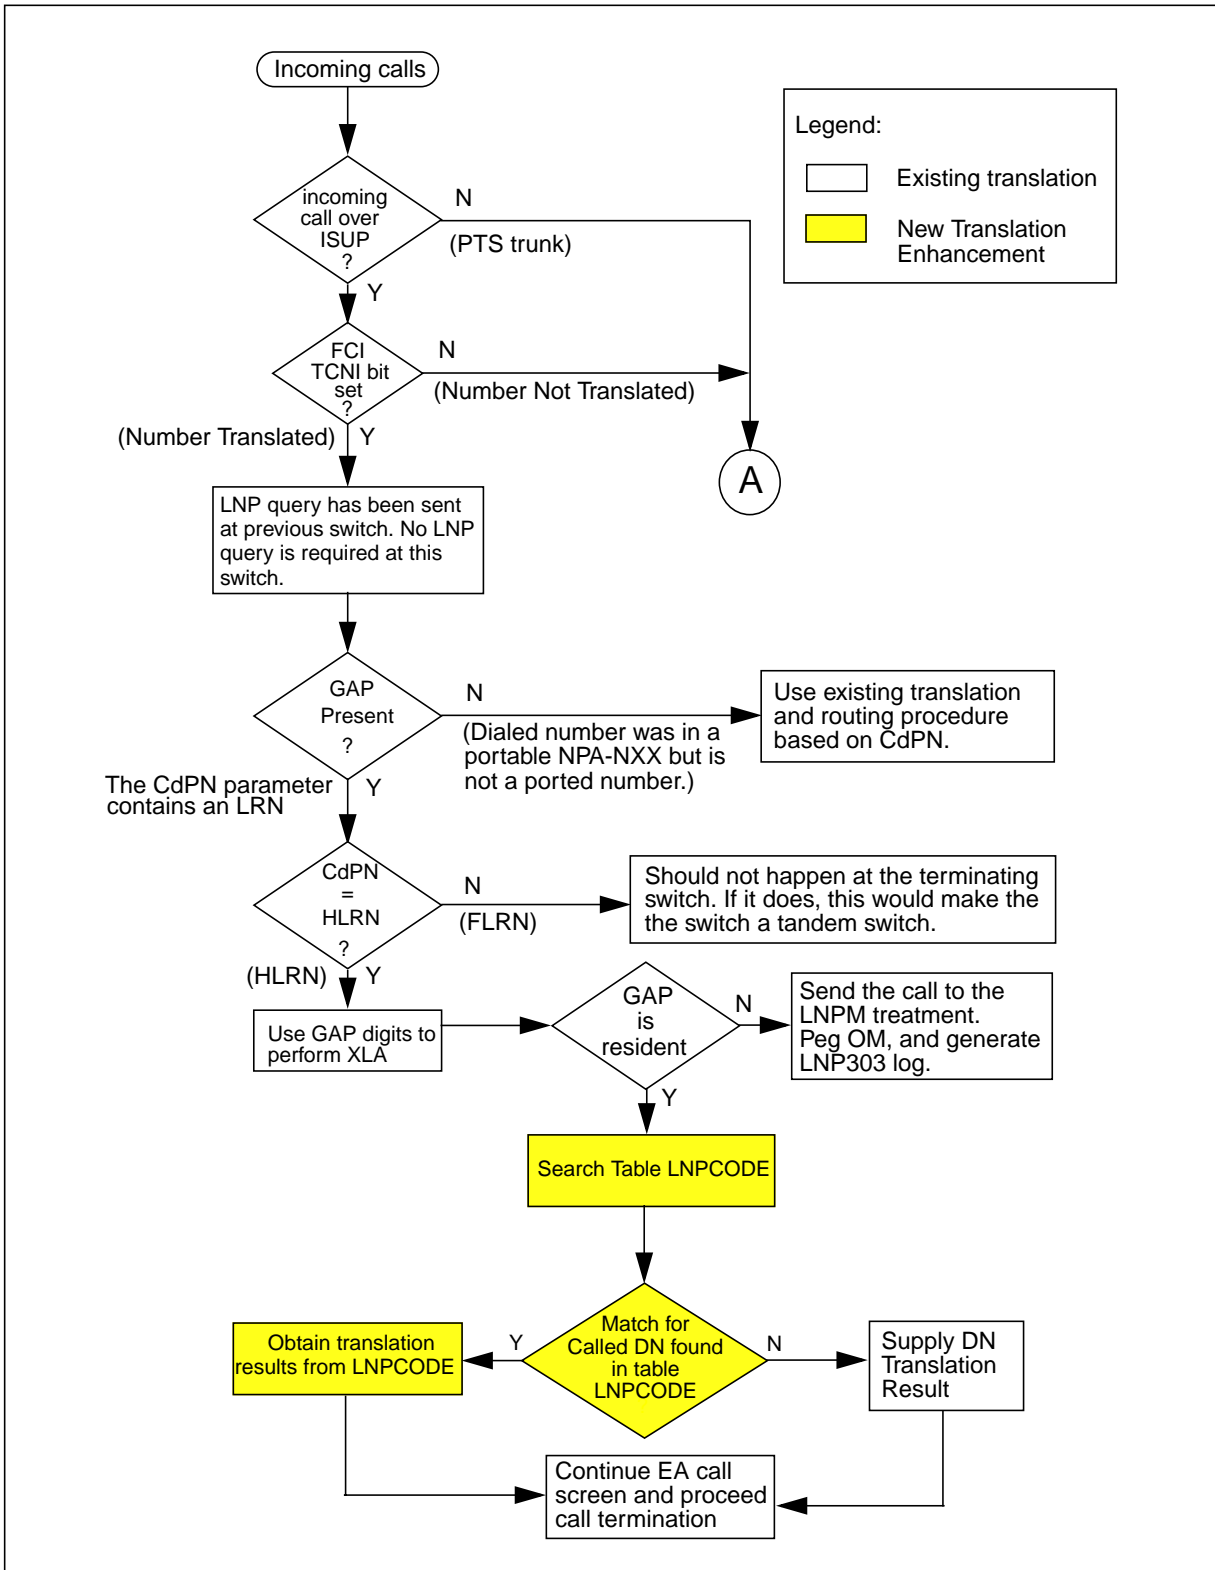 Incoming calls
Legend:
Existing translation
New Translation
Enhancement
incoming
call over
ISUP
?
N
(PTS trunk)
Y
FCI
TCNI bit
set
?
N
(Number Not Translated)
(Number Translated)
Y
A
LNP query has been sent
at previous switch. No LNP
query is required at this
switch.
GAP
Present
?
N
(Dialed number was in a
portable NPA-NXX but is
not a ported number.)
Use existing translation
and routing procedure
based on CdPN.
The CdPN parameter
contains an LRN
Y
CdPN
=
HLRN
?
N
(FLRN)
Should not happen at the terminating
switch. If it does, this would make the
the switch a tandem switch.
(HLRN)
Y
Use GAP digits to
perform XLA
GAP
is
resident
N
Send the call to the
LNPM treatment.
Peg OM, and generate
LNP303 log.
Y
Search Table LNPCODE
Match for
Called DN found
in table
LNPCODE
Y
Obtain translation
results from LNPCODE
N
Supply DN
Translation
Result
Continue EA call
screen and proceed
call termination